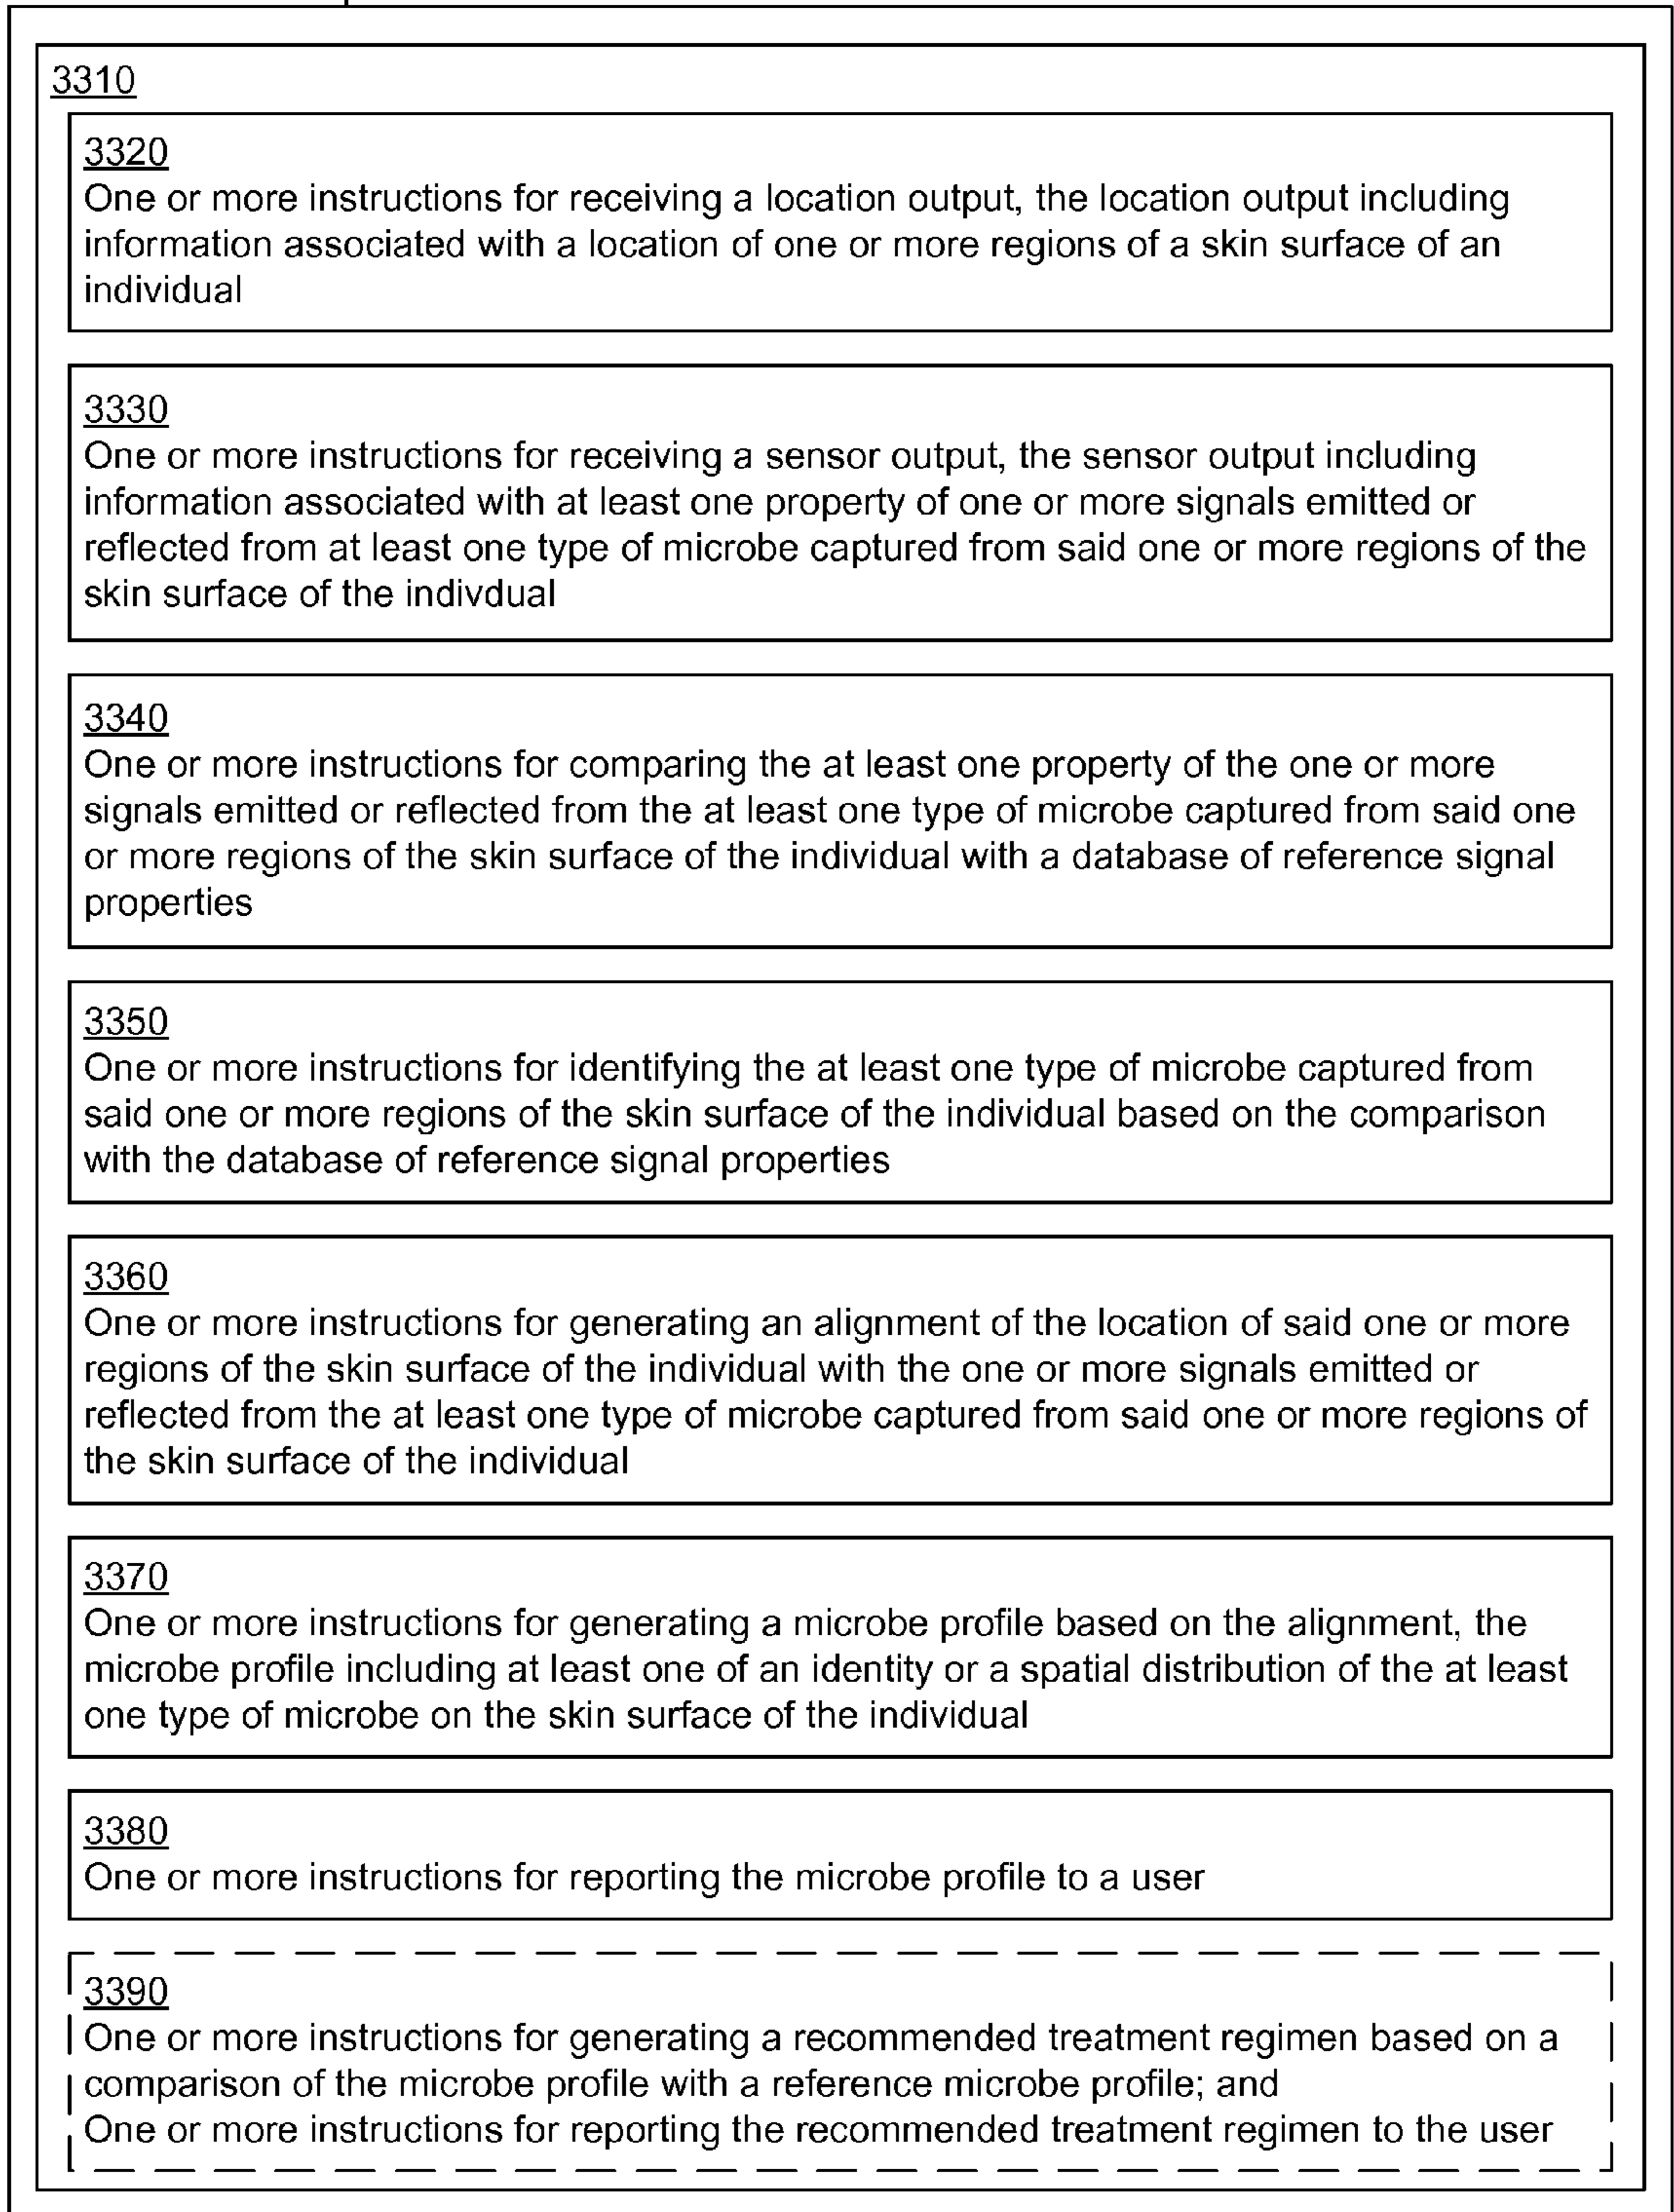 3310
3320
One or more instructions for receiving a location output, the location output including
information associated with a location of one or more regions of a skin surface of an
individual
3330
One or more instructions for receiving a sensor output, the sensor output including
information associated with at least one property of one or more signals emitted or
reflected from at least one type of microbe captured from said one or more regions of the
skin surface of the indivdual
3340
One or more instructions for comparing the at least one property of the one or more
signals emitted or reflected from the at least one type of microbe captured from said one
or more regions of the skin surface of the individual with a database of reference signal
properties
3350
One or more instructions for identifying the at least one type of microbe captured from
said one or more regions of the skin surface of the individual based on the comparison
with the database of reference signal properties
3360
One or more instructions for generating an alignment of the location of said one or more
regions of the skin surface of the individual with the one or more signals emitted or
reflected from the at least one type of microbe captured from said one or more regions of
the skin surface of the individual
3370
One or more instructions for generating a microbe profile based on the alignment, the
microbe profile including at least one of an identity or a spatial distribution of the at least
one type of microbe on the skin surface of the individual
3380
One or more instructions for reporting the microbe profile to a user
3390
One or more instructions for generating a recommended treatment regimen based on a
comparison of the microbe profile with a reference microbe profile; and
One or more instructions for reporting the recommended treatment regimen to the user